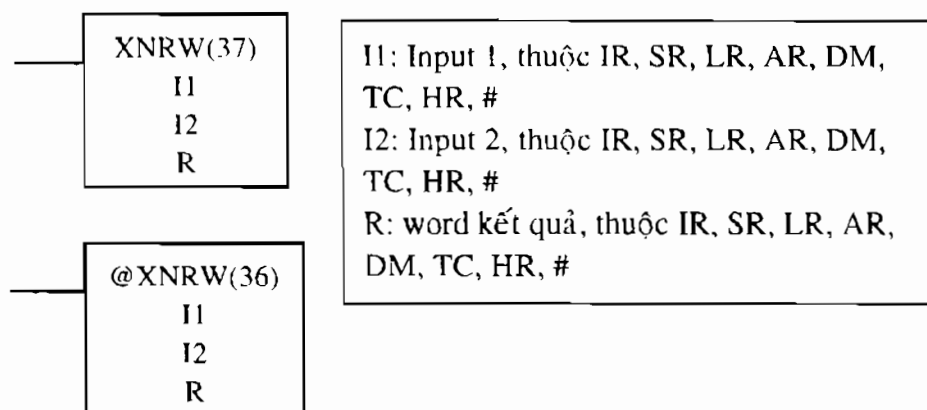 XNRW(37)
I1
I2
R
I1: Input 1, thuộc IR, SR, LR, AR, DM,
TC, HR, #
I2: Input 2, thuộc IR, SR, LR, AR, DM,
TC, HR, #
R: word kết quả, thuộc IR, SR, LR, AR,
DM, TC, HR, #
@XNRW(36)
I1
I2
R